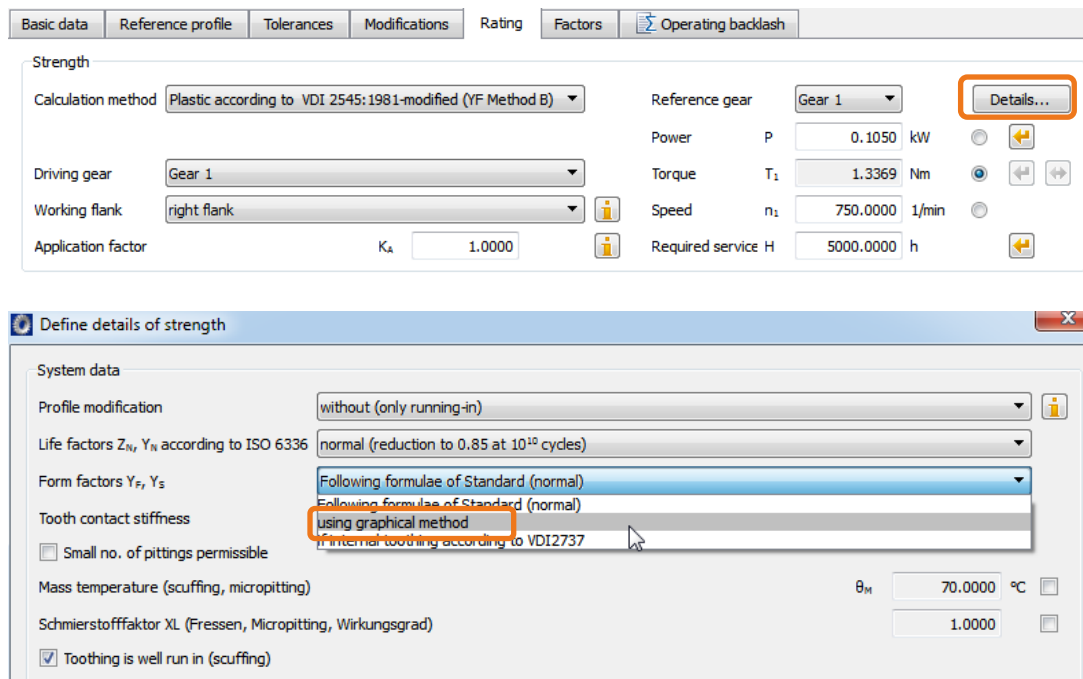 Basic data Reference profile Tolerances Modifications Rating Factors Operating backlash
Strength
Calculation method Plastic according to VDI 2545:1981-modified (YF Method B) Reference gear Gear 1 Details...
Power P 0.1050 kW
Driving gear Gear 1 Torque T₁ 1.3369 Nm
Working flank right flank Speed n₁ 750.0000 1/min
Application factor Kᴀ 1.0000 Required service H 5000.0000 h
Define details of strength
System data
Profile modification without (only running-in)
Life factors Zɴ, Yɴ according to ISO 6336 normal (reduction to 0.85 at 10¹⁰ cycles)
Form factors Yꜰ, Ys Following formulae of Standard (normal)
Following formulae of Standard (normal)
Tooth contact stiffness using graphical method
if internal toothing according to VDI2737
Small no. of pittings permissible
Mass temperature (scuffing, micropitting) θᴍ 70.0000 °C
Schmierstofffaktor XL (Fressen, Micropitting, Wirkungsgrad) 1.0000
Toothing is well run in (scuffing)